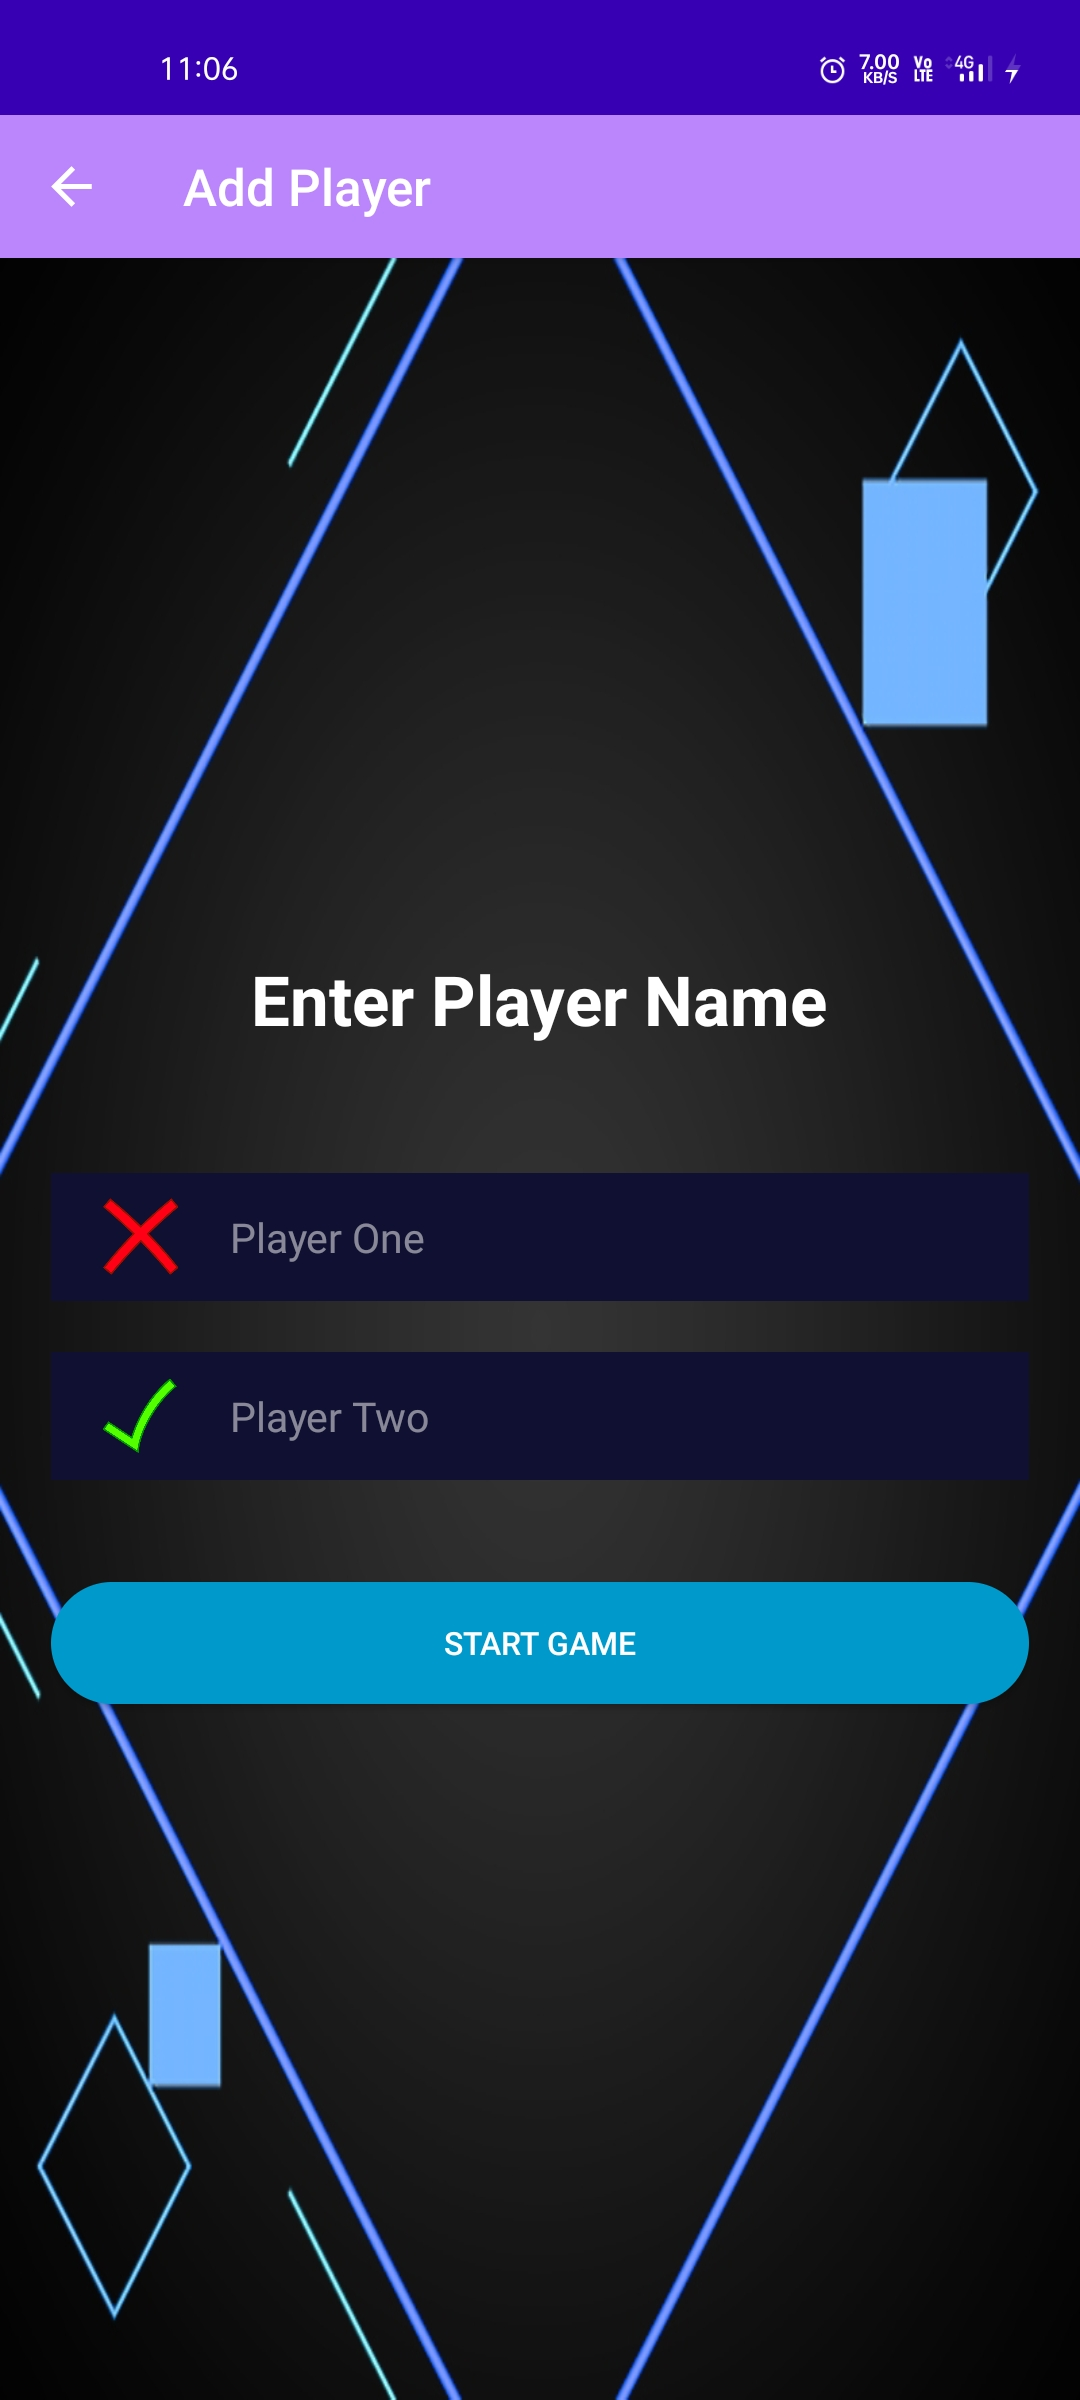 11:06
7.00
KB/S
Vo
LTE
4G
Add Player
Enter Player Name
Player One
Player Two
START GAME